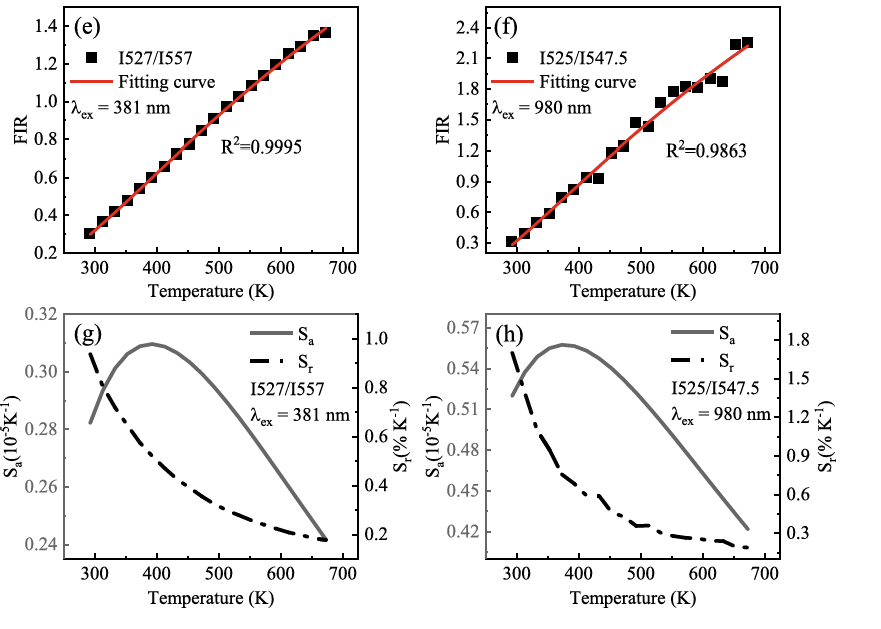 (e)
I527/I557
Fitting curve
λex = 381 nm
R²=0.9995
FIR
1.4
1.2
1.0
0.8
0.6
0.4
0.2
300 400 500 600 700
Temperature (K)
(f)
I525/I547.5
Fitting curve
λex = 980 nm
R²=0.9863
FIR
2.4
2.1
1.8
1.5
1.2
0.9
0.6
0.3
300 400 500 600 700
Temperature (K)
(g)
Sa
Sr
I527/I557
λex = 381 nm
Sa(10⁻⁵K⁻¹)
0.32
0.30
0.28
0.26
0.24
Sr(% K⁻¹)
1.0
0.8
0.6
0.4
0.2
300 400 500 600 700
Temperature (K)
(h)
Sa
Sr
I525/I547.5
λex = 980 nm
Sa(10⁻⁵K⁻¹)
0.57
0.54
0.51
0.48
0.45
0.42
Sr(% K⁻¹)
1.8
1.5
1.2
0.9
0.6
0.3
300 400 500 600 700
Temperature (K)